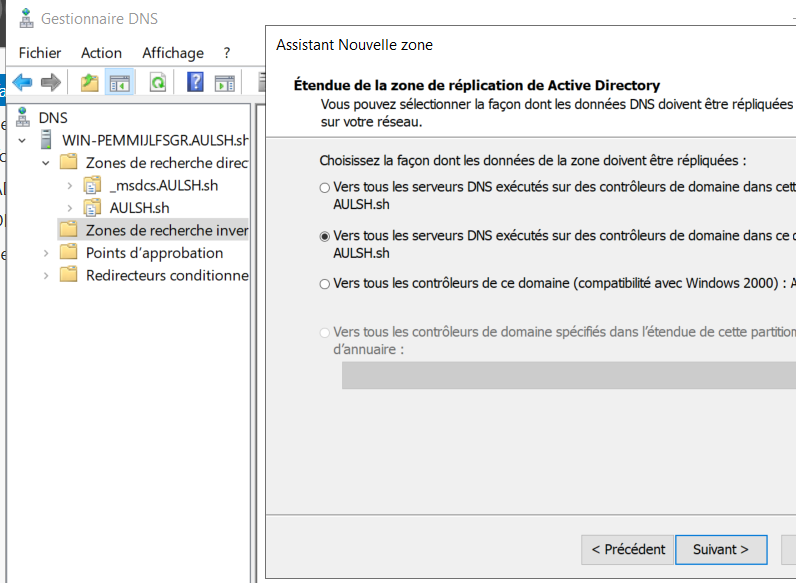 Gestionnaire DNS
Fichier Action Affichage ?
DNS
WIN-PEMMIJLFSGR.AULSH.sh
Zones de recherche direc
_msdcs.AULSH.sh
AULSH.sh
Zones de recherche inver
Points d'approbation
Redirecteurs conditionne
Assistant Nouvelle zone
Étendue de la zone de réplication de Active Directory
Vous pouvez sélectionner la façon dont les données DNS doivent être répliquées
sur votre réseau.
Choisissez la façon dont les données de la zone doivent être répliquées :
Vers tous les serveurs DNS exécutés sur des contrôleurs de domaine dans cett
AULSH.sh
Vers tous les serveurs DNS exécutés sur des contrôleurs de domaine dans ce d
AULSH.sh
Vers tous les contrôleurs de ce domaine (compatibilité avec Windows 2000) : A
Vers tous les contrôleurs de domaine spécifiés dans l'étendue de cette partition
d'annuaire :
< Précédent Suivant >